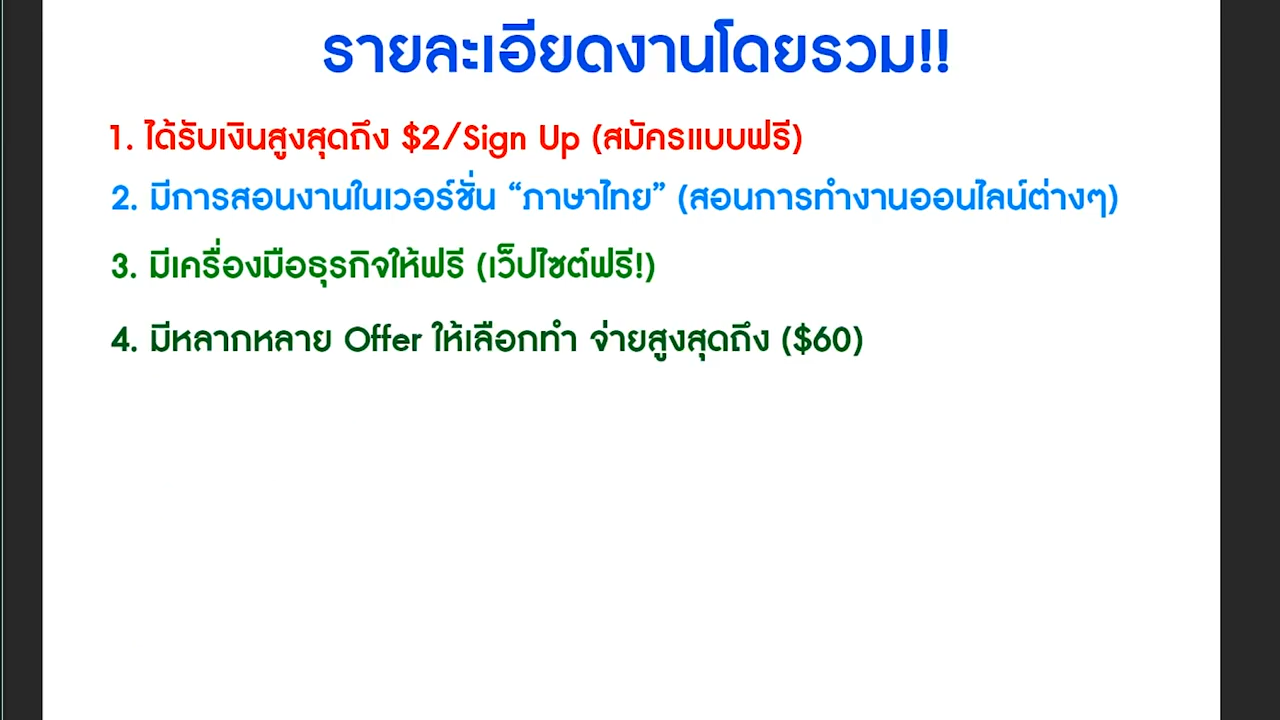 รายละเอียดงานโดยรวม!!
1. ได้รับเงินสูงสุดถึง $2/Sign Up (สมัครแบบฟรี)
2. มีการสอนงานในเวอร์ชั่น “ภาษาไทย” (สอนการทำงานออนไลน์ต่างๆ)
3. มีเครื่องมือธุรกิจให้ฟรี (เว็ปไซต์ฟรี!)
4. มีหลากหลาย Offer ให้เลือกทำ จ่ายสูงสุดถึง ($60)